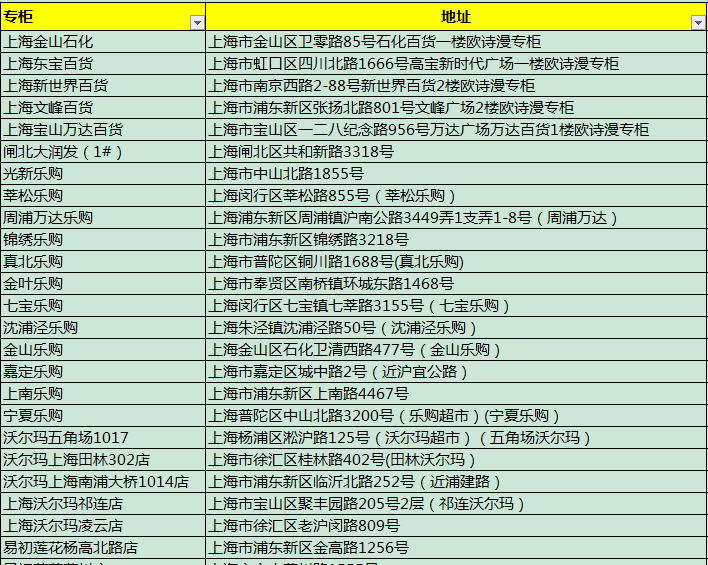 专柜 地址
上海金山石化 上海市金山区卫零路85号石化百货一楼欧诗漫专柜
上海东宝百货 上海市虹口区四川北路1666号高宝新时代广场一楼欧诗漫专柜
上海新世界百货 上海市南京西路2-88号新世界百货2楼欧诗漫专柜
上海文峰百货 上海市浦东新区张扬北路801号文峰广场2楼欧诗漫专柜
上海宝山万达百货 上海市宝山区一二八纪念路956号万达广场万达百货1楼欧诗漫专柜
闸北大润发（1#） 上海闸北区共和新路3318号
光新乐购 上海市中山北路1855号
莘松乐购 上海闵行区莘松路855号（莘松乐购）
周浦万达乐购 上海浦东新区周浦镇沪南公路3449弄1支弄1-8号（周浦万达）
锦绣乐购 上海市浦东新区锦绣路3218号
真北乐购 上海市普陀区铜川路1688号(真北乐购)
金叶乐购 上海市奉贤区南桥镇环城东路1468号
七宝乐购 上海闵行区七宝镇七莘路3155号（七宝乐购）
沈浦泾乐购 上海朱泾镇沈浦泾路50号（沈浦泾乐购）
金山乐购 上海金山区石化卫清西路477号（金山乐购）
嘉定乐购 上海市嘉定区城中路2号（近沪宜公路）
上南乐购 上海市浦东新区上南路4467号
宁夏乐购 上海普陀区中山北路3200号（乐购超市）(宁夏乐购）
沃尔玛五角场1017 上海杨浦区淞沪路125号（沃尔玛超市）（五角场沃尔玛）
沃尔玛上海田林302店 上海市徐汇区桂林路402号(田林沃尔玛）
沃尔玛上海南浦大桥1014店 上海市浦东新区临沂北路252号（近浦建路）
上海沃尔玛祁连店 上海市宝山区聚丰园路205号2层（祁连沃尔玛）
上海沃尔玛凌云店 上海市徐汇区老沪闵路809号
易初莲花杨高北路店 上海市浦东新区金高路1256号